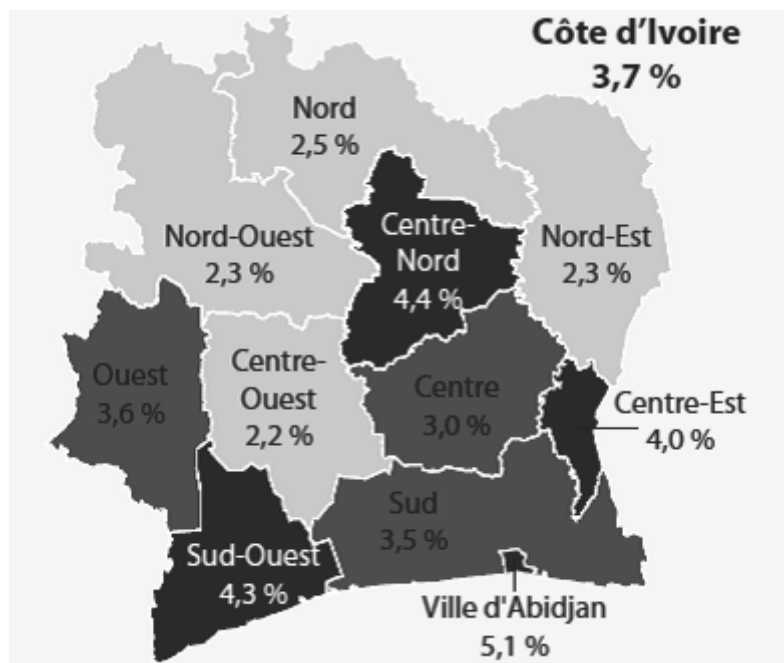 Côte d’Ivoire
3,7 %
Nord
2,5 %
Nord-Ouest
2,3 %
Centre-
Nord
4,4 %
Nord-Est
2,3 %
Ouest
3,6 %
Centre-
Ouest
2,2 %
Centre
3,0 %
Centre-Est
4,0 %
Sud
3,5 %
Sud-Ouest
4,3 %
Ville d'Abidjan
5,1 %